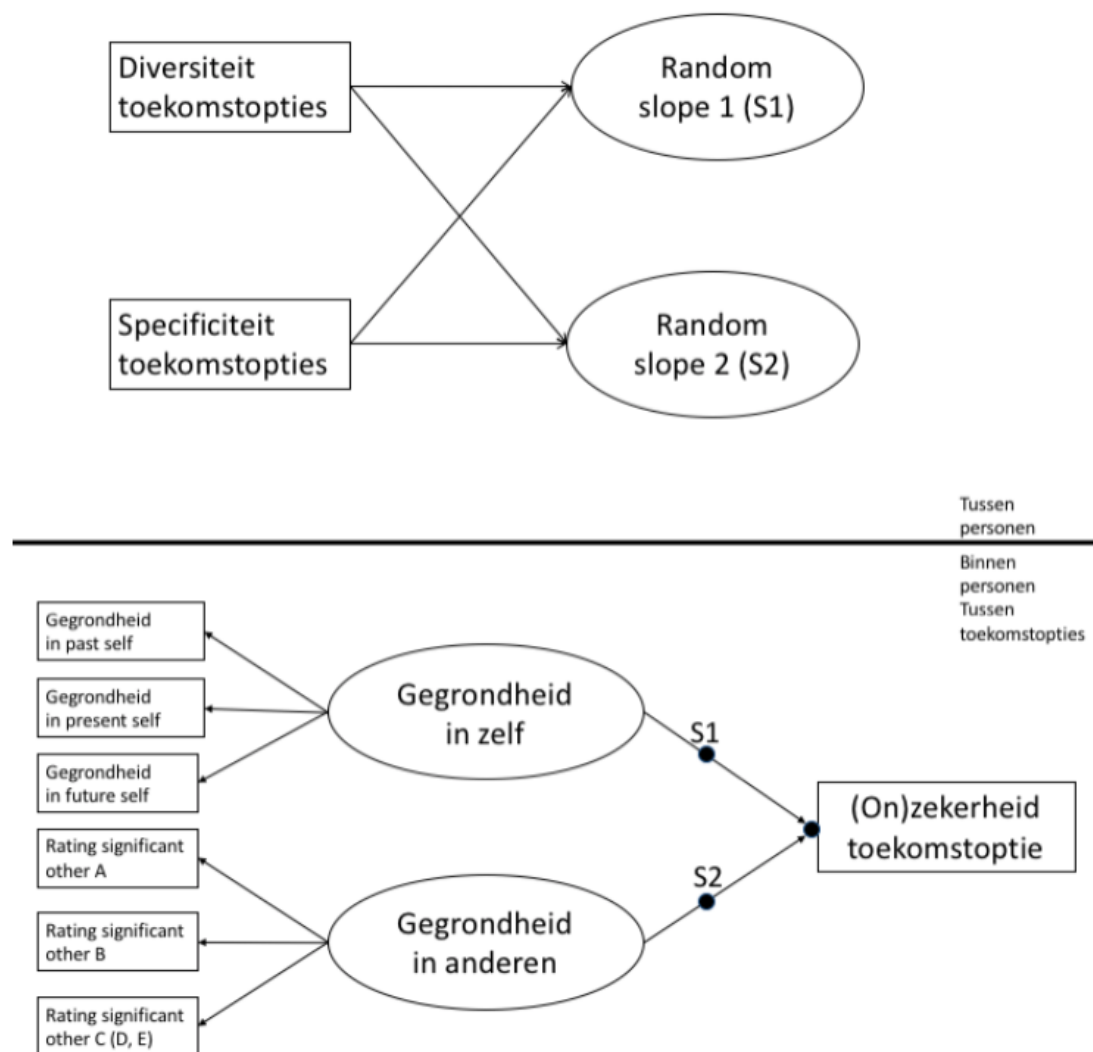 Diversiteit
toekomstopties
Random
slope 1 (S1)
Specificiteit
toekomstopties
Random
slope 2 (S2)
Tussen
personen
Binnen
personen
Tussen
toekomstopties
Gegrondheid
in past self
Gegrondheid
in present self
Gegrondheid
in future self
Gegrondheid
in zelf
S1
(On)zekerheid
toekomstoptie
Rating significant
other A
Rating significant
other B
Rating significant
other C (D, E)
Gegrondheid
in anderen
S2